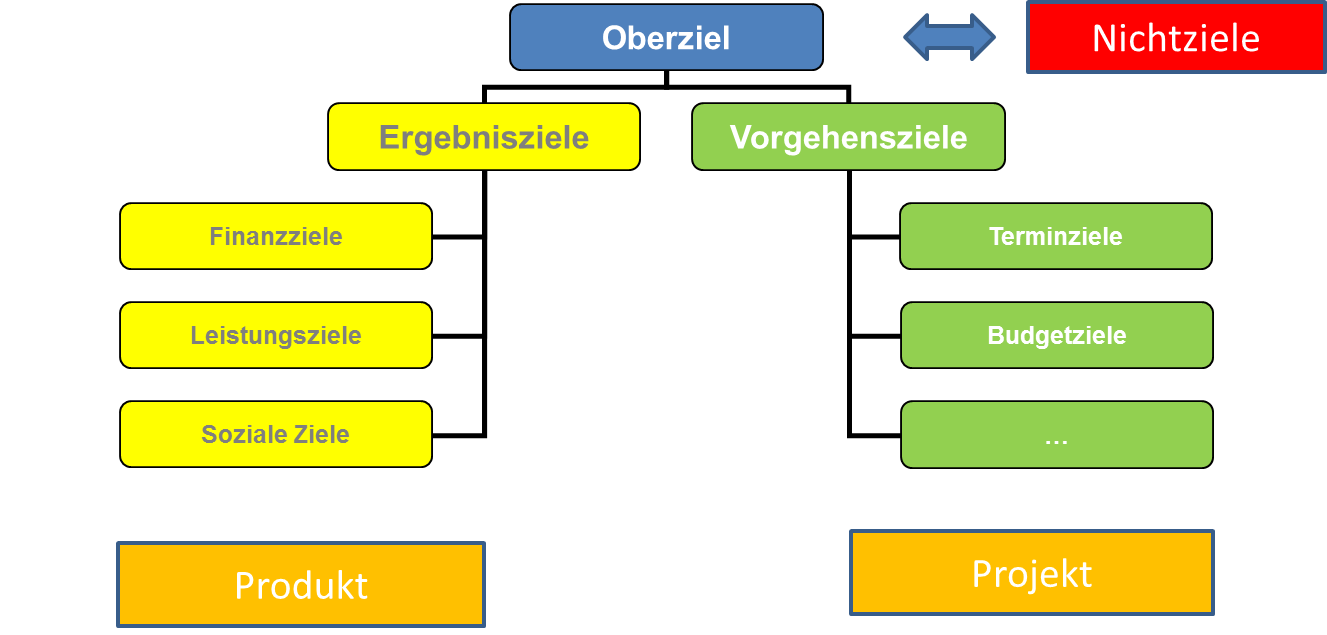 Oberziel
Nichtziele
Ergebnisziele
Vorgehensziele
Finanzziele
Terminziele
Leistungsziele
Budgetziele
Soziale Ziele
...
Produkt
Projekt